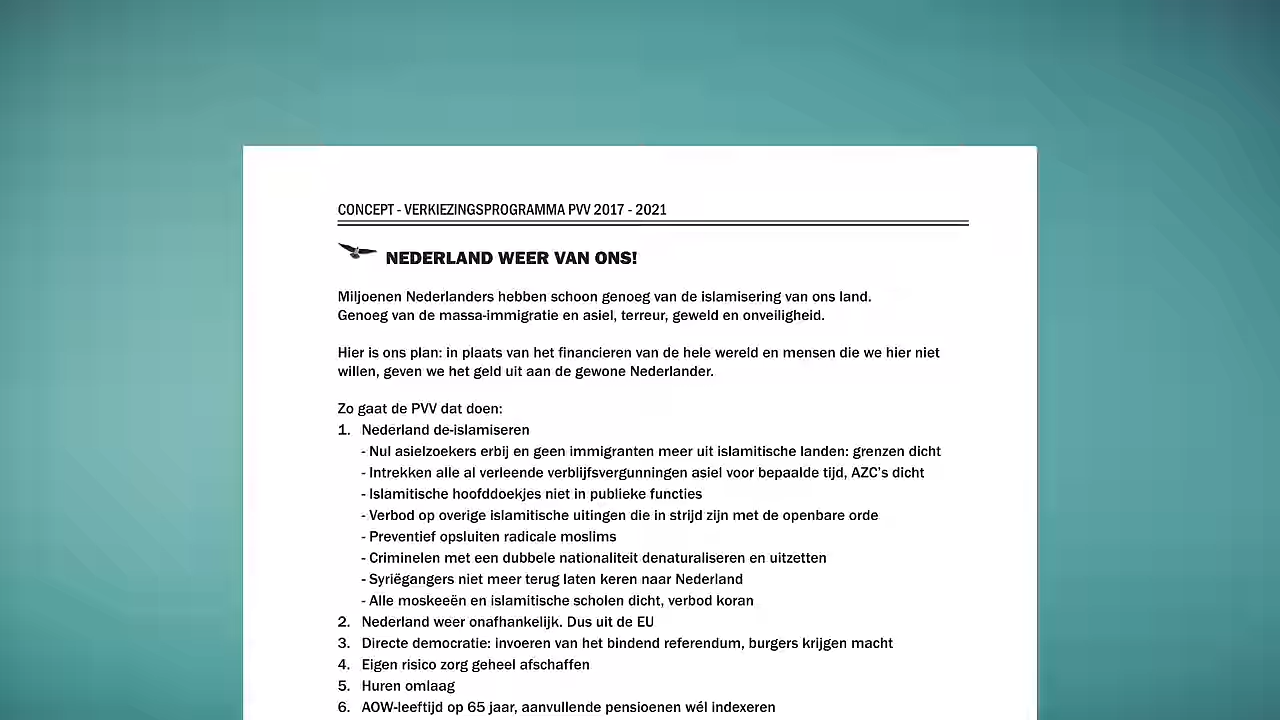 CONCEPT - VERKIEZINGSPROGRAMMA PVV 2017 - 2021
NEDERLAND WEER VAN ONS!
Miljoenen Nederlanders hebben schoon genoeg van de islamisering van ons land.
Genoeg van de massa-immigratie en asiel, terreur, geweld en onveiligheid.
Hier is ons plan: in plaats van het financieren van de hele wereld en mensen die we hier niet
willen, geven we het geld uit aan de gewone Nederlander.
Zo gaat de PVV dat doen:
1. Nederland de-islamiseren
- Nul asielzoekers erbij en geen immigranten meer uit islamitische landen: grenzen dicht
- Intrekken alle al verleende verblijfsvergunningen asiel voor bepaalde tijd, AZC's dicht
- Islamitische hoofddoekjes niet in publieke functies
- Verbod op overige islamitische uitingen die in strijd zijn met de openbare orde
- Preventief opsluiten radicale moslims
- Criminelen met een dubbele nationaliteit denaturaliseren en uitzetten
- Syriëgangers niet meer terug laten keren naar Nederland
- Alle moskeeën en islamitische scholen dicht, verbod koran
2. Nederland weer onafhankelijk. Dus uit de EU
3. Directe democratie: invoeren van het bindend referendum, burgers krijgen macht
4. Eigen risico zorg geheel afschaffen
5. Huren omlaag
6. AOW-leeftijd op 65 jaar, aanvullende pensioenen wél indexeren